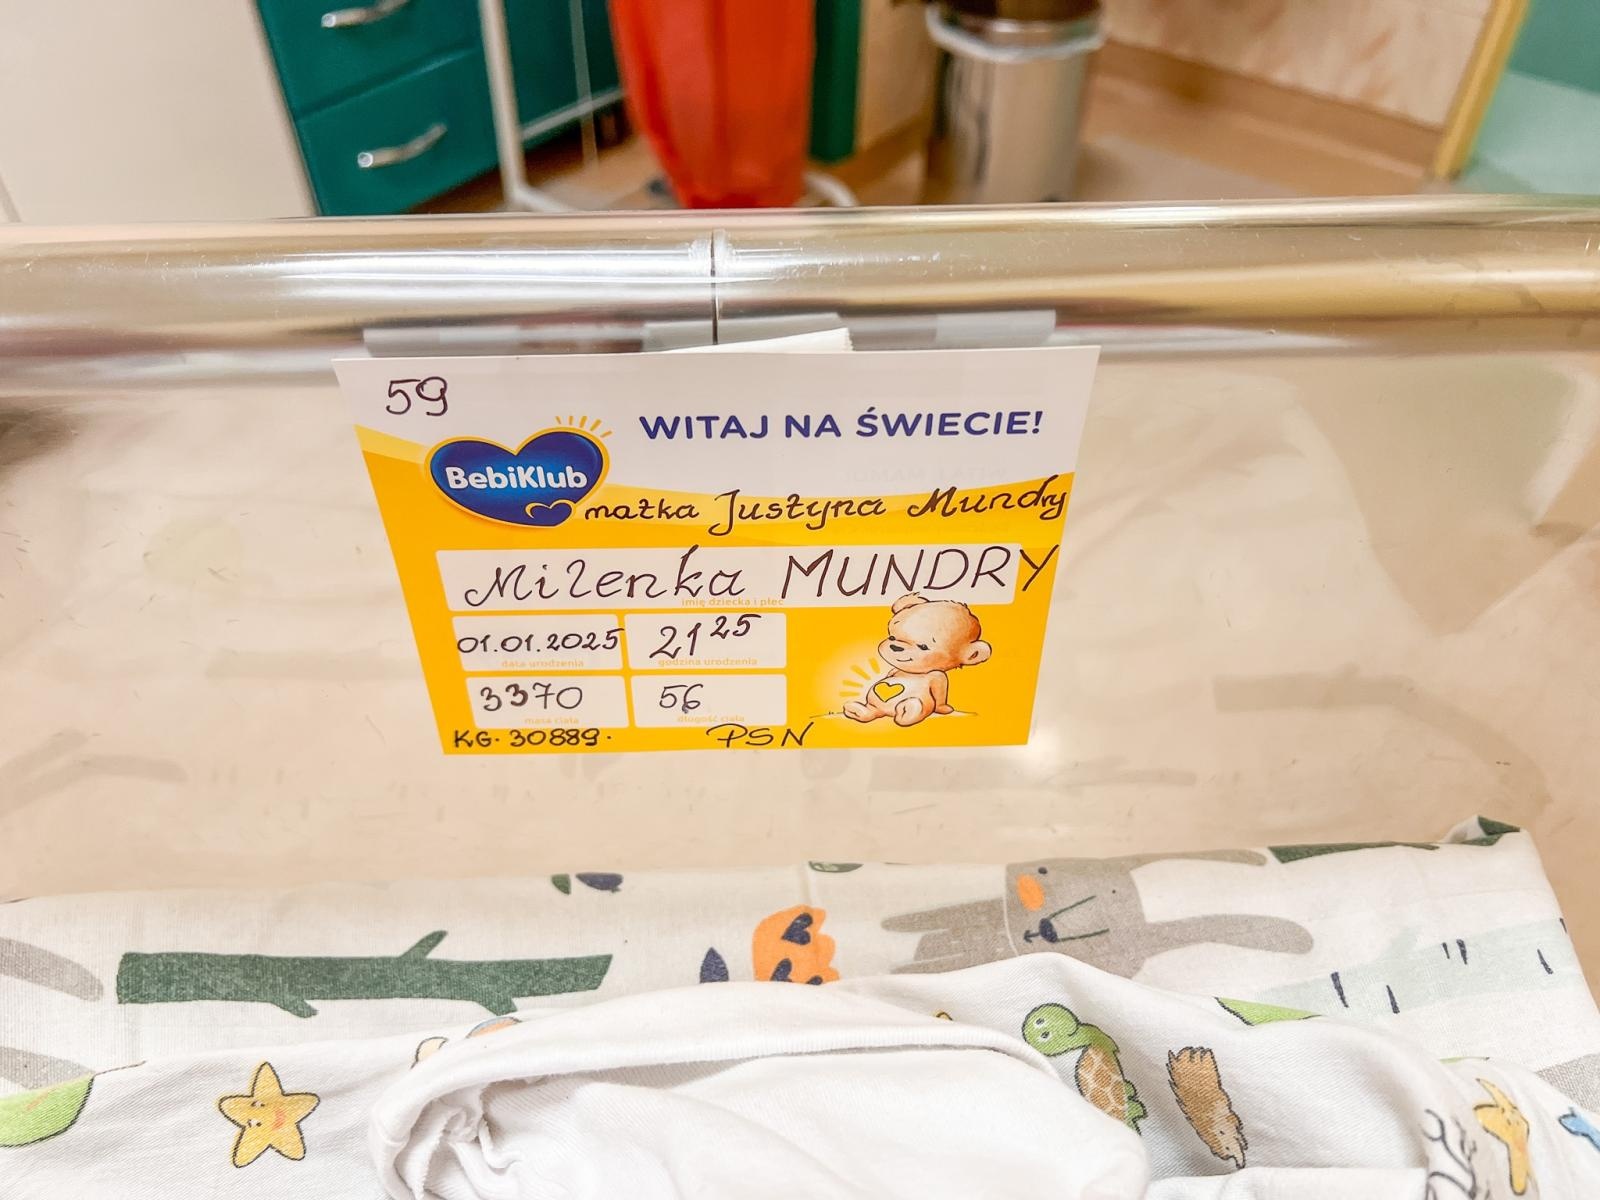 59
WITAJ NA ŚWIECIE!
BebiKlub
matka Justyna Mundry
Milenka MUNDRY
imię dziecka i płeć
01.01.2025 21 25
data urodzenia godzina urodzenia
3370 56
masa ciała długość ciała
KG. 30889. PSN